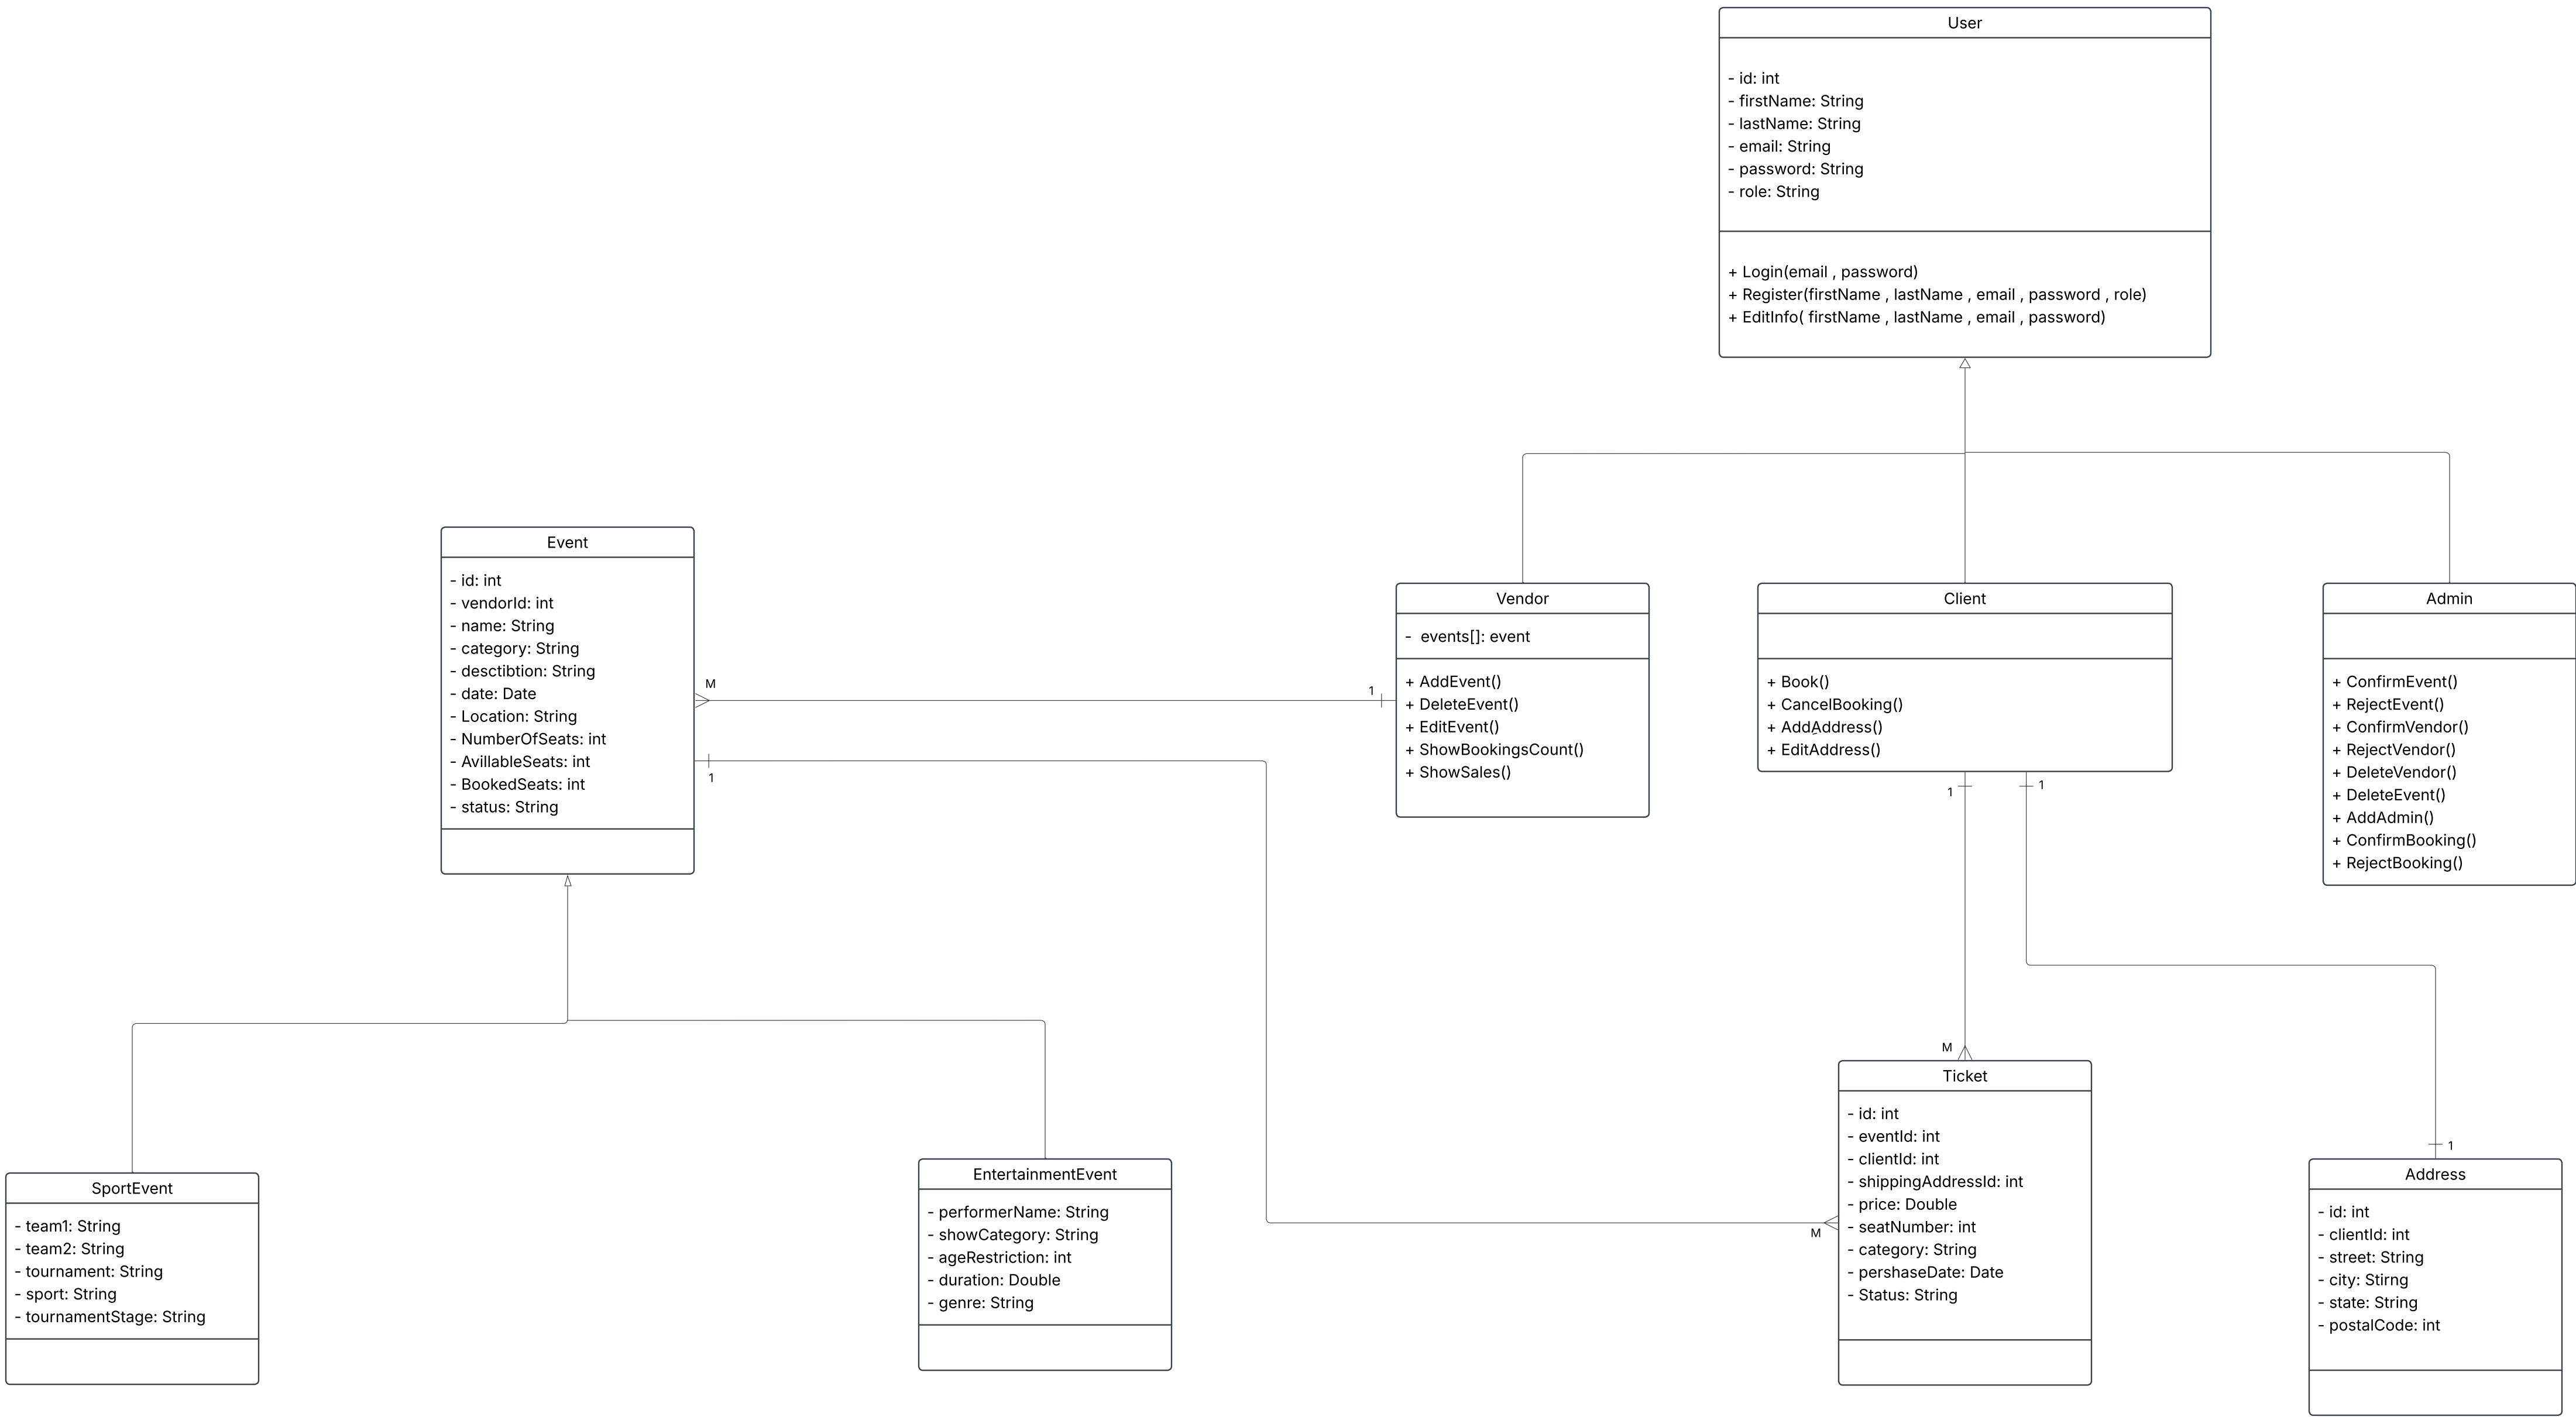 User
- id: int
- firstName: String
- lastName: String
- email: String
- password: String
- role: String
+ Login(email , password)
+ Register(firstName , lastName , email , password , role)
+ EditInfo( firstName , lastName , email , password)
Event
- id: int
- vendorId: int
- name: String
- category: String
- desctibtion: String
- date: Date
- Location: String
- NumberOfSeats: int
- AvillableSeats: int
- BookedSeats: int
- status: String
M
1
1
Vendor
- events[]: event
+ AddEvent()
+ DeleteEvent()
+ EditEvent()
+ ShowBookingsCount()
+ ShowSales()
Client
+ Book()
+ CancelBooking()
+ AddAddress()
+ EditAddress()
1
1
Admin
+ ConfirmEvent()
+ RejectEvent()
+ ConfirmVendor()
+ RejectVendor()
+ DeleteVendor()
+ DeleteEvent()
+ AddAdmin()
+ ConfirmBooking()
+ RejectBooking()
SportEvent
- team1: String
- team2: String
- tournament: String
- sport: String
- tournamentStage: String
EntertainmentEvent
- performerName: String
- showCategory: String
- ageRestriction: int
- duration: Double
- genre: String
M
M
Ticket
- id: int
- eventId: int
- clientId: int
- shippingAddressId: int
- price: Double
- seatNumber: int
- category: String
- pershaseDate: Date
- Status: String
1
Address
- id: int
- clientId: int
- street: String
- city: Stirng
- state: String
- postalCode: int